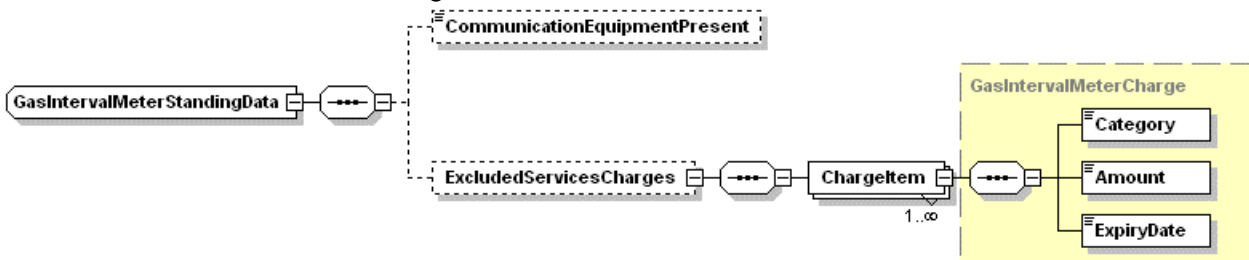 CommunicationEquipmentPresent
GasIntervalMeterStandingData
GasIntervalMeterCharge
Category
ExcludedServicesCharges
ChargeItem
1..∞
Amount
ExpiryDate